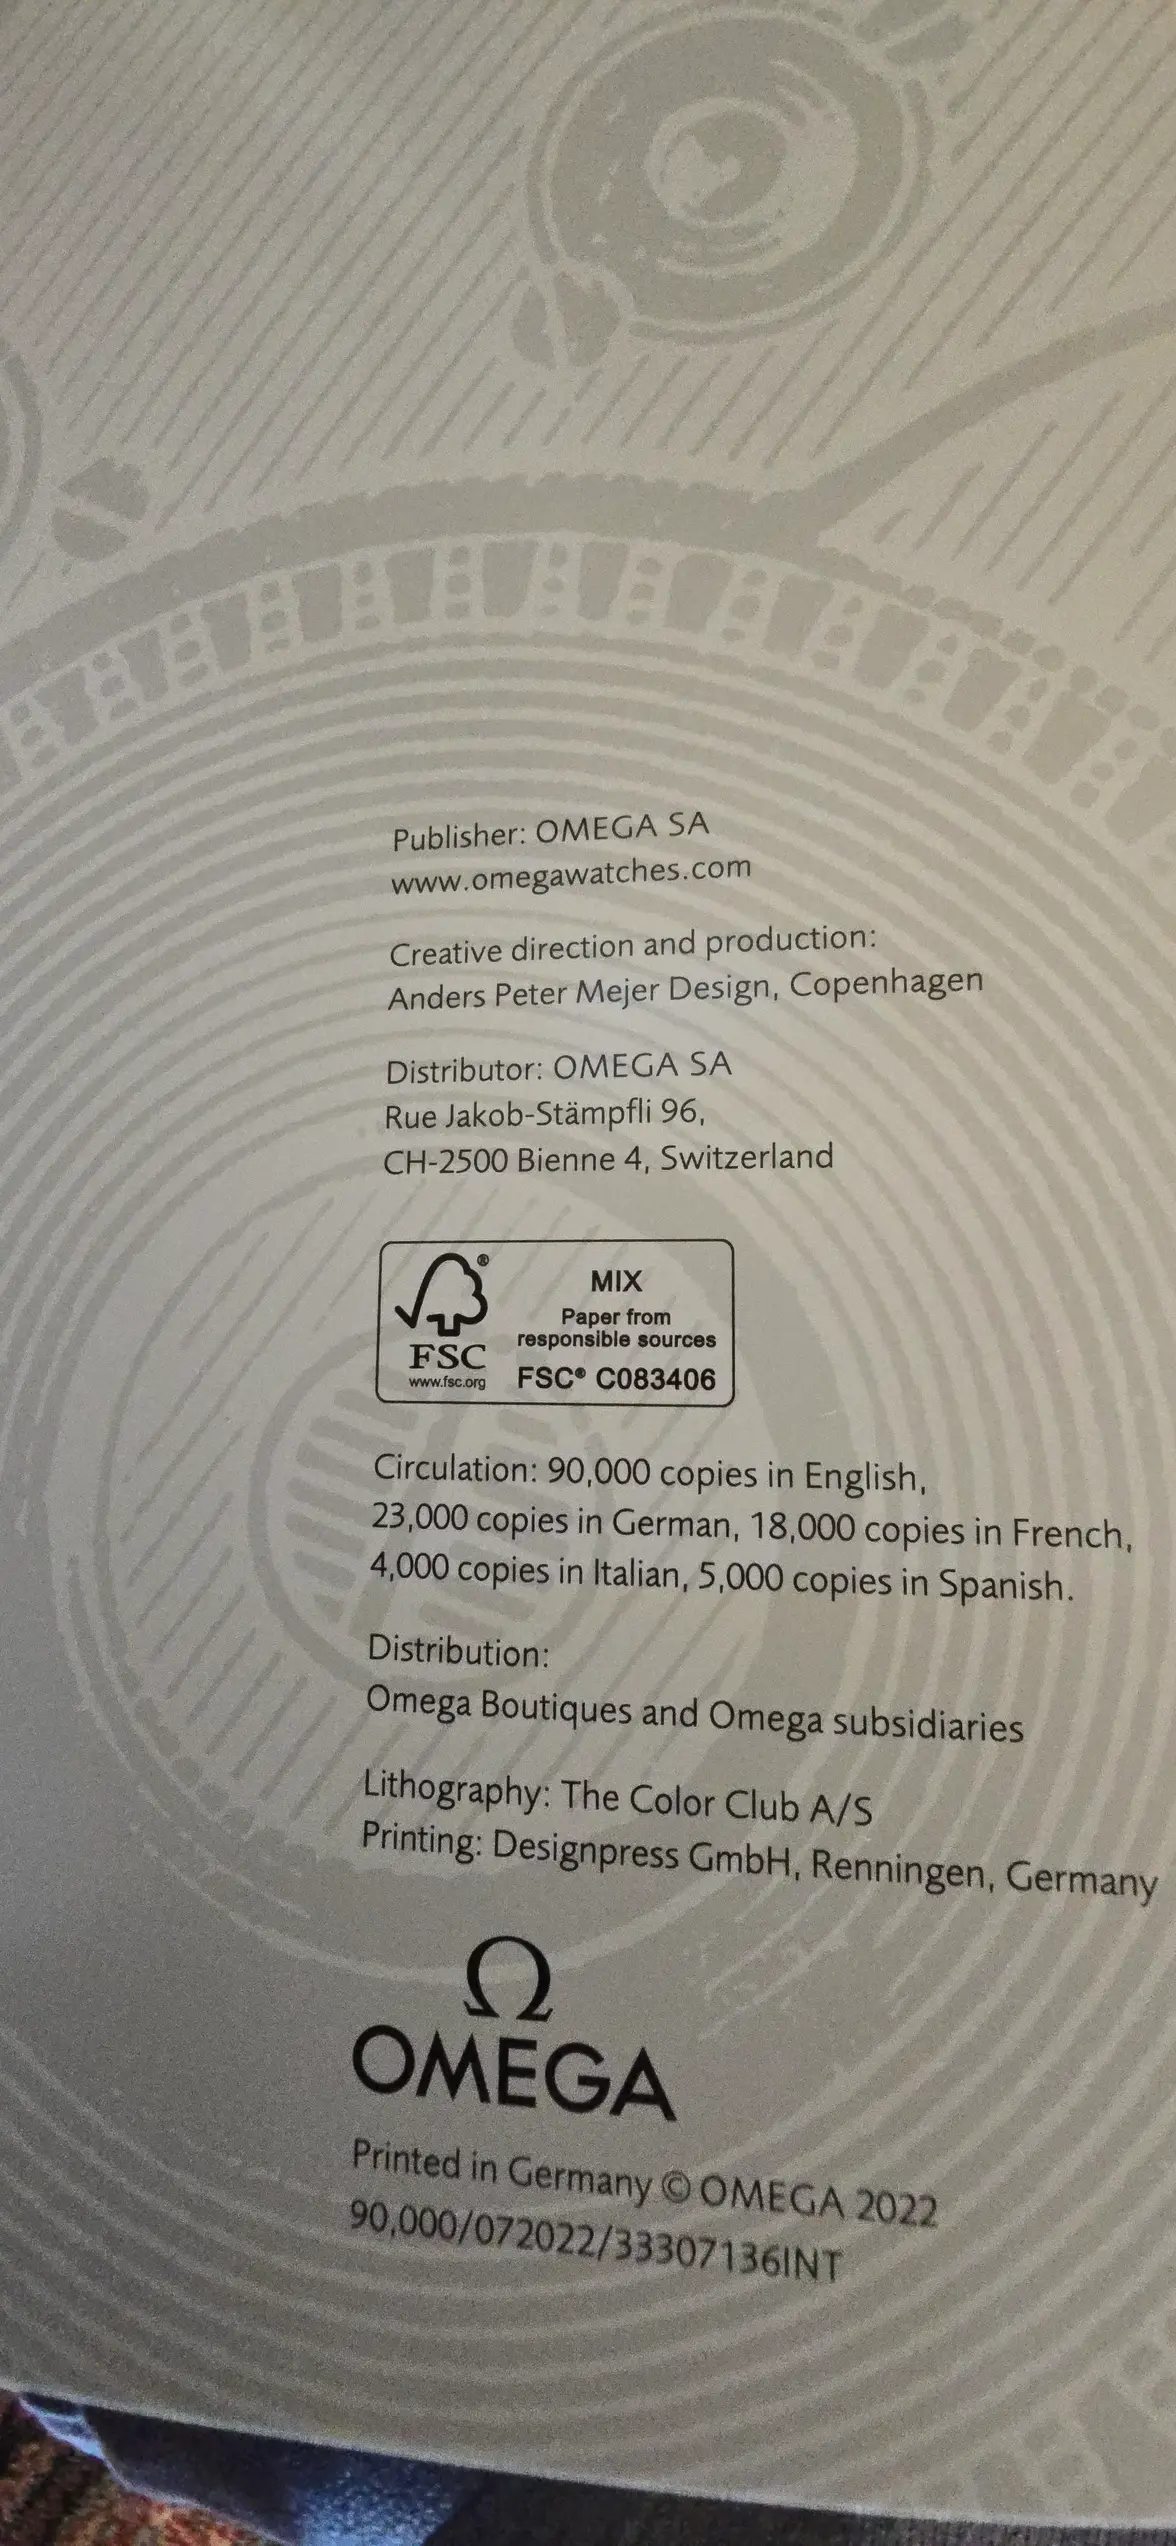 Publisher: OMEGA SA
www.omegawatches.com
Creative direction and production:
Anders Peter Mejer Design, Copenhagen
Distributor: OMEGA SA
Rue Jakob-Stämpfli 96,
CH-2500 Bienne 4, Switzerland
FSC®
www.fsc.org
MIX
Paper from
responsible sources
FSC® C083406
Circulation: 90,000 copies in English,
23,000 copies in German, 18,000 copies in French,
4,000 copies in Italian, 5,000 copies in Spanish.
Distribution:
Omega Boutiques and Omega subsidiaries
Lithography: The Color Club A/S
Printing: Designpress GmbH, Renningen, Germany
Ω
OMEGA
Printed in Germany © OMEGA 2022
90,000/072022/33307136INT